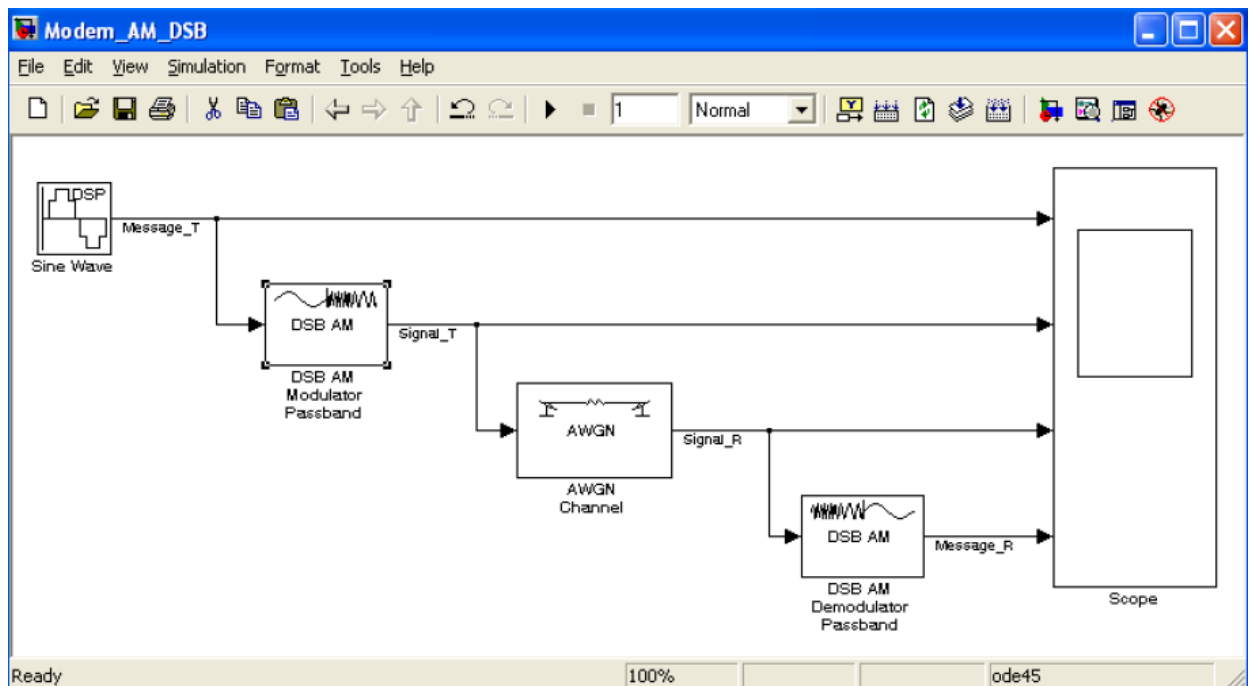 Modem_AM_DSB
File Edit View Simulation Format Tools Help
1 Normal
DSP
Message_T
Sine Wave
DSB AM
Signal_T
DSB AM
Modulator
Passband
AWGN
Signal_R
AWGN
Channel
DSB AM
Message_R
DSB AM
Demodulator
Passband
Scope
Ready 100% ode45